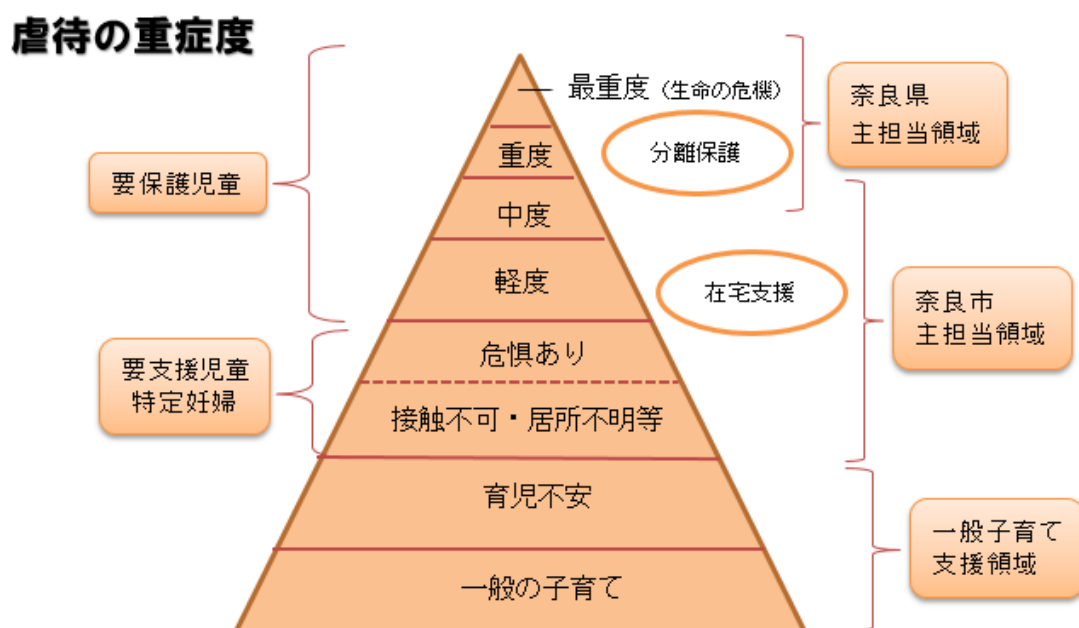 虐待の重症度
最重度（生命の危機）
奈良県
主担当領域
分離保護
重度
要保護児童
中度
軽度
在宅支援
奈良市
主担当領域
危惧あり
要支援児童
特定妊婦
接触不可・居所不明等
育児不安
一般子育て
支援領域
一般の子育て